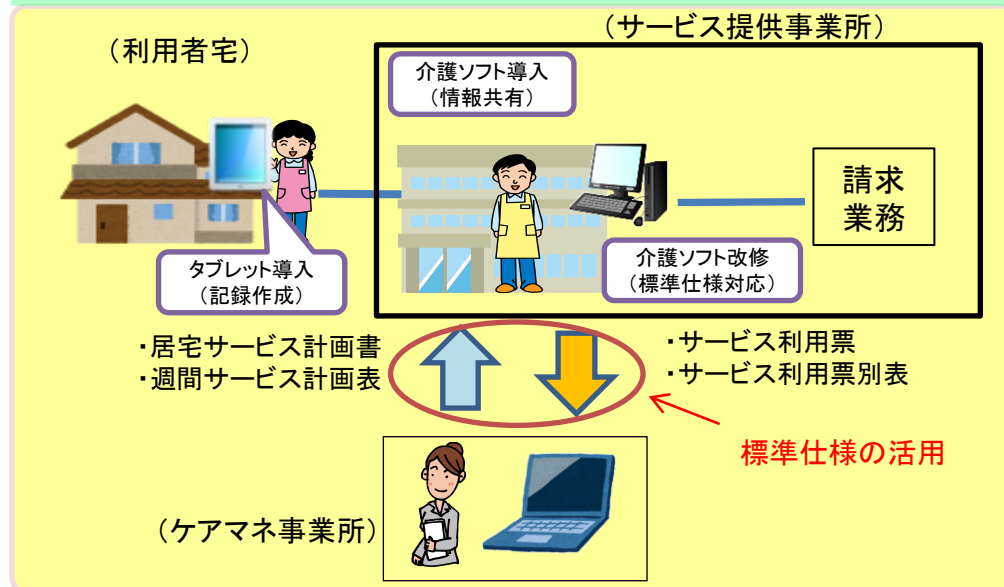 （サービス提供事業所）
（利用者宅）
介護ソフト導入
（情報共有）
請求
業務
タブレット導入
（記録作成）
介護ソフト改修
（標準仕様対応）
・居宅サービス計画書
・週間サービス計画表
・サービス利用票
・サービス利用票別表
標準仕様の活用
（ケアマネ事業所）